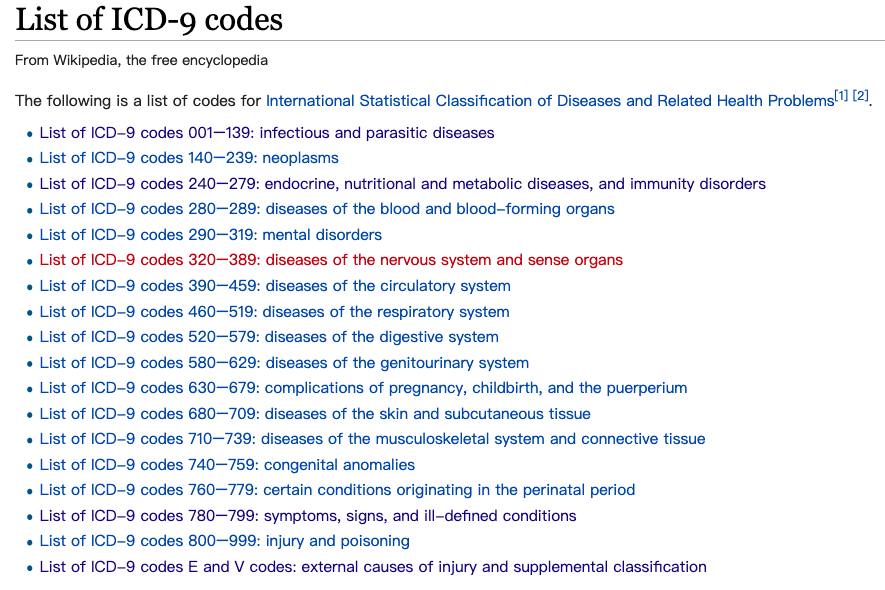 List of ICD-9 codes
From Wikipedia, the free encyclopedia
The following is a list of codes for International Statistical Classification of Diseases and Related Health Problems[1] [2].
• List of ICD–9 codes 001—139: infectious and parasitic diseases
• List of ICD–9 codes 140—239: neoplasms
• List of ICD–9 codes 240—279: endocrine, nutritional and metabolic diseases, and immunity disorders
• List of ICD–9 codes 280—289: diseases of the blood and blood–forming organs
• List of ICD–9 codes 290—319: mental disorders
• List of ICD–9 codes 320—389: diseases of the nervous system and sense organs
• List of ICD–9 codes 390—459: diseases of the circulatory system
• List of ICD–9 codes 460—519: diseases of the respiratory system
• List of ICD–9 codes 520—579: diseases of the digestive system
• List of ICD–9 codes 580—629: diseases of the genitourinary system
• List of ICD–9 codes 630—679: complications of pregnancy, childbirth, and the puerperium
• List of ICD–9 codes 680—709: diseases of the skin and subcutaneous tissue
• List of ICD–9 codes 710—739: diseases of the musculoskeletal system and connective tissue
• List of ICD–9 codes 740—759: congenital anomalies
• List of ICD–9 codes 760—779: certain conditions originating in the perinatal period
• List of ICD–9 codes 780—799: symptoms, signs, and ill–defined conditions
• List of ICD–9 codes 800—999: injury and poisoning
• List of ICD–9 codes E and V codes: external causes of injury and supplemental classification